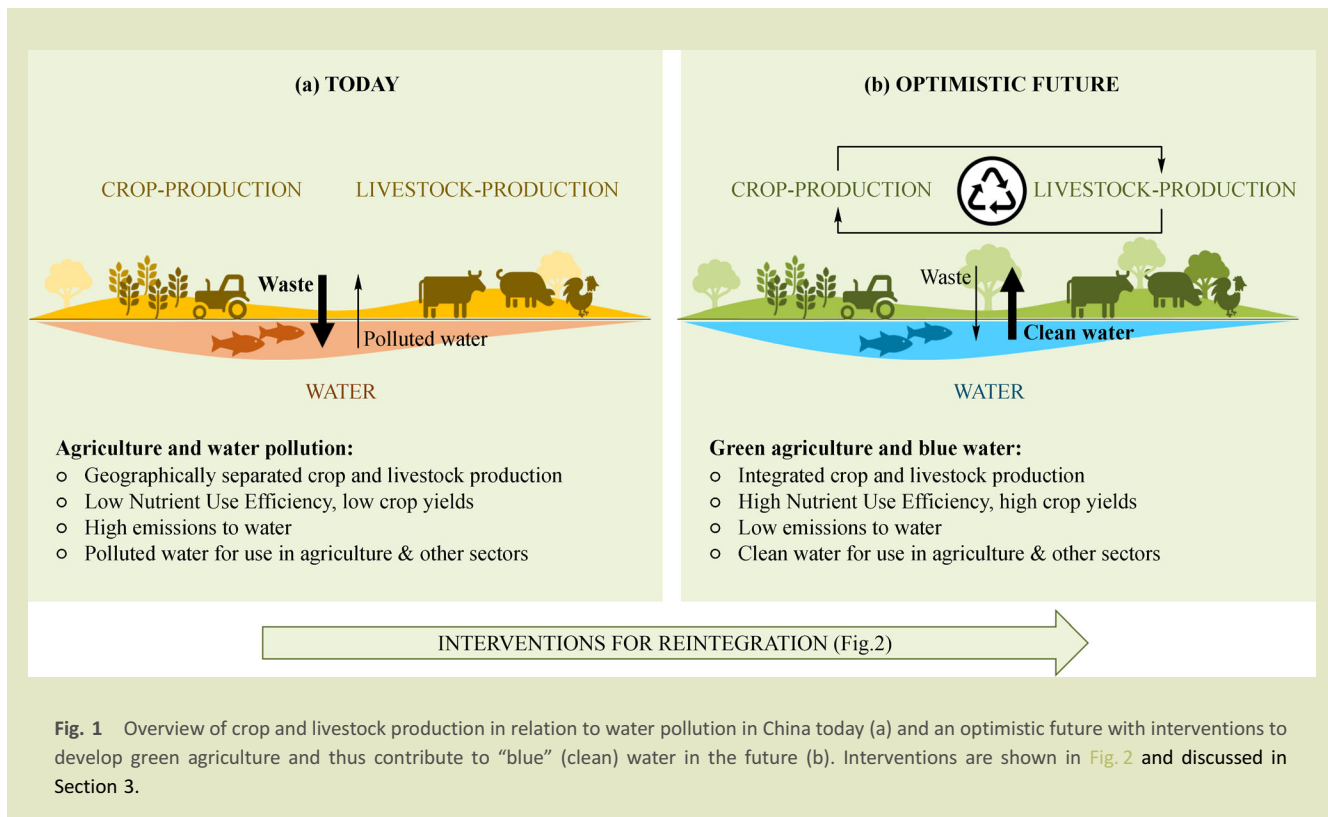 (a) TODAY
CROP-PRODUCTION
LIVESTOCK-PRODUCTION
Waste
Polluted water
WATER
Agriculture and water pollution:
Geographically separated crop and livestock production
Low Nutrient Use Efficiency, low crop yields
High emissions to water
Polluted water for use in agriculture & other sectors
(b) OPTIMISTIC FUTURE
CROP-PRODUCTION
LIVESTOCK-PRODUCTION
Waste
Clean water
WATER
Green agriculture and blue water:
Integrated crop and livestock production
High Nutrient Use Efficiency, high crop yields
Low emissions to water
Clean water for use in agriculture & other sectors
INTERVENTIONS FOR REINTEGRATION (Fig.2)
Fig. 1 Overview of crop and livestock production in relation to water pollution in China today (a) and an optimistic future with interventions to
develop green agriculture and thus contribute to “blue” (clean) water in the future (b). Interventions are shown in Fig. 2 and discussed in
Section 3.